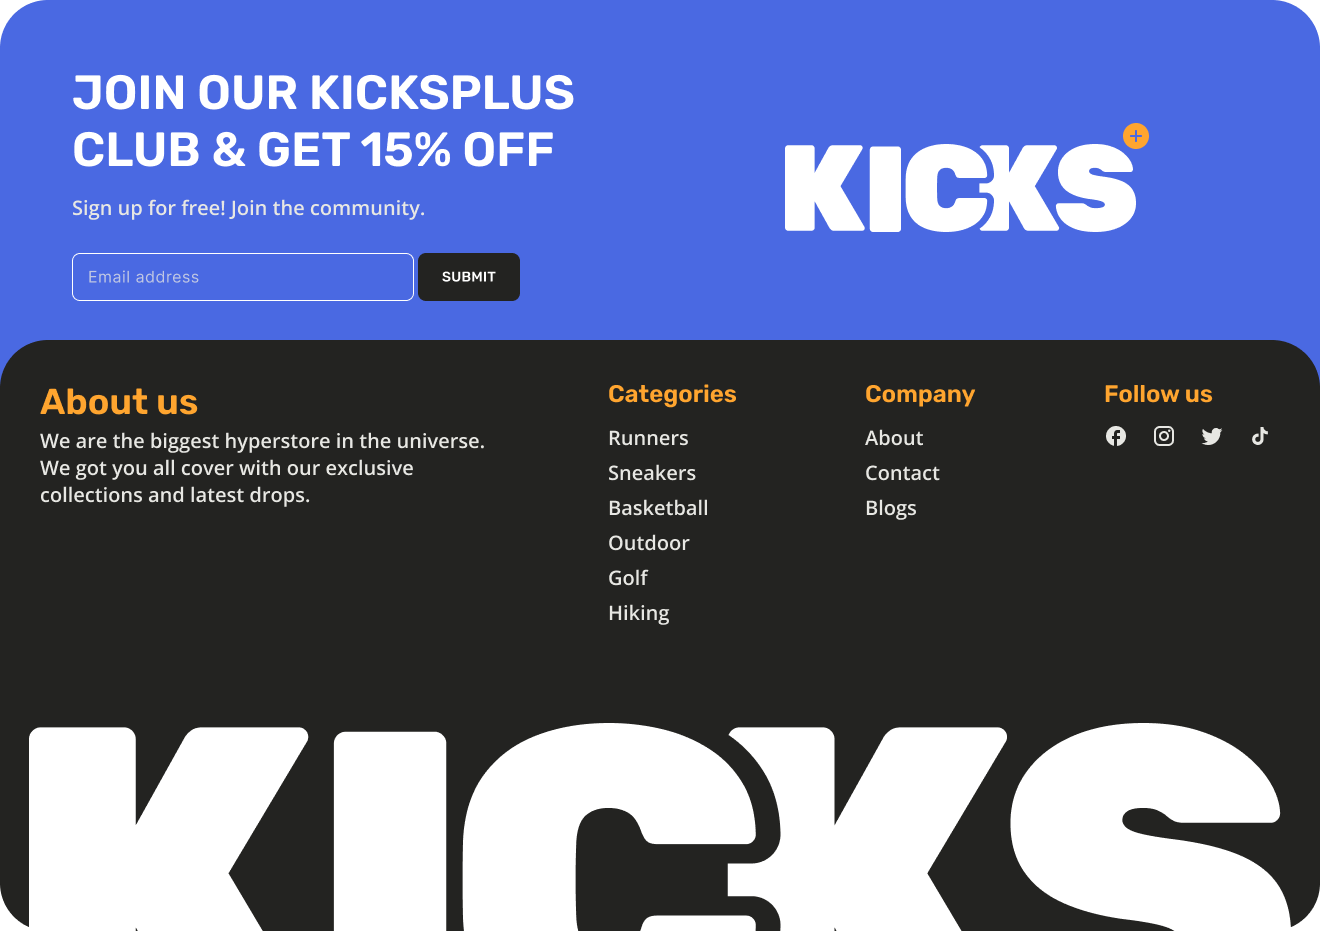 JOIN OUR KICKSPLUS
CLUB & GET 15% OFF
Sign up for free! Join the community.
Email address
SUBMIT
KICKS+
About us
We are the biggest hyperstore in the universe.
We got you all cover with our exclusive
collections and latest drops.
Categories
Runners
Sneakers
Basketball
Outdoor
Golf
Hiking
Company
About
Contact
Blogs
Follow us
KICKS